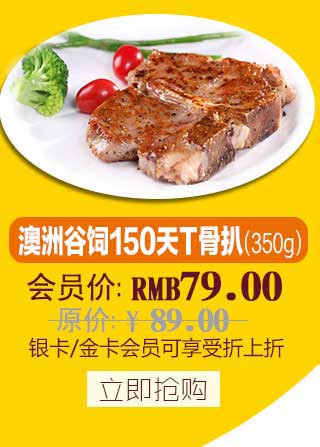 澳洲谷饲150天T骨扒(350g)
会员价: RMB79.00
原价: ¥ 89.00
银卡/金卡会员可享受折上折
立即抢购